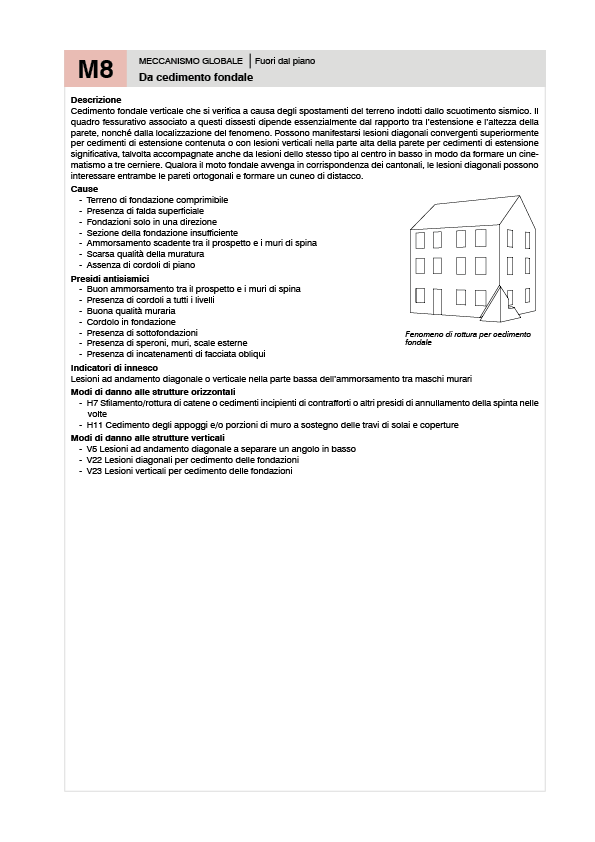 M8
MECCANISMO GLOBALE | Fuori dal piano
Da cedimento fondale
Descrizione
Cedimento fondale verticale che si verifica a causa degli spostamenti del terreno indotti dallo scuotimento sismico. Il
quadro fessurativo associato a questi dissesti dipende essenzialmente dal rapporto tra l'estensione e l'altezza della
parete, nonché dalla localizzazione del fenomeno. Possono manifestarsi lesioni diagonali convergenti superiormente
per cedimenti di estensione contenuta o con lesioni verticali nella parte alta della parete per cedimenti di estensione
significativa, talvolta accompagnate anche da lesioni dello stesso tipo al centro in basso in modo da formare un cine-
matismo a tre cerniere. Qualora il moto fondale avvenga in corrispondenza dei cantonali, le lesioni diagonali possono
interessare entrambe le pareti ortogonali e formare un cuneo di distacco.
Cause
- Terreno di fondazione comprimibile
- Presenza di falda superficiale
- Fondazioni solo in una direzione
- Sezione della fondazione insufficiente
- Ammorsamento scadente tra il prospetto e i muri di spina
- Scarsa qualità della muratura
- Assenza di cordoli di piano
Presidi antisismici
- Buon ammorsamento tra il prospetto e i muri di spina
- Presenza di cordoli a tutti i livelli
- Buona qualità muraria
- Cordolo in fondazione
- Presenza di sottofondazioni
- Presenza di speroni, muri, scale esterne
- Presenza di incatenamenti di facciata obliqui
Fenomeno di rottura per cedimento
fondale
Indicatori di innesco
Lesioni ad andamento diagonale o verticale nella parte bassa dell'ammorsamento tra maschi murari
Modi di danno alle strutture orizzontali
- H7 Sfilamento/rottura di catene o cedimenti incipienti di contrafforti o altri presidi di annullamento della spinta nelle
volte
- H11 Cedimento degli appoggi e/o porzioni di muro a sostegno delle travi di solai e coperture
Modi di danno alle strutture verticali
- V5 Lesioni ad andamento diagonale a separare un angolo in basso
- V22 Lesioni diagonali per cedimento delle fondazioni
- V23 Lesioni verticali per cedimento delle fondazioni